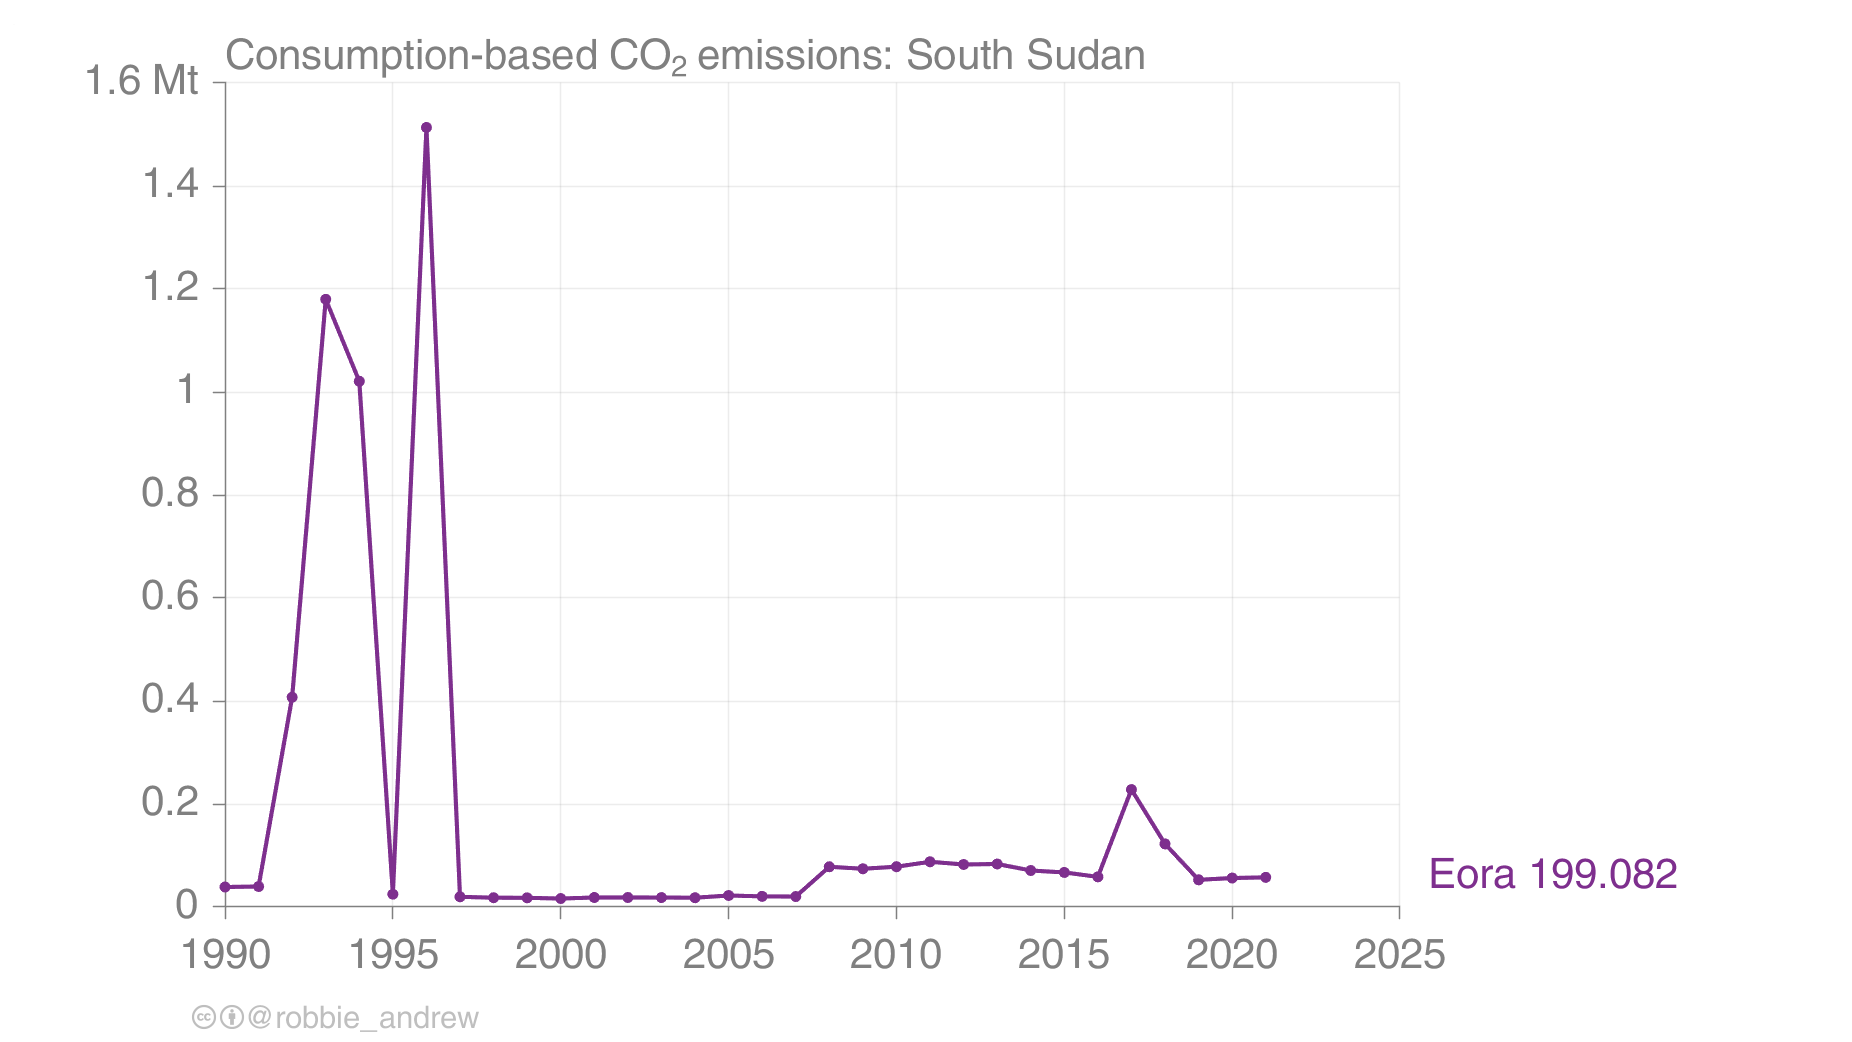 Consumption-based CO₂ emissions: South Sudan
1.6 Mt
1.4
1.2
1
0.8
0.6
0.4
0.2
0
Eora 199.082
1990 1995 2000 2005 2010 2015 2020 2025
@robbie_andrew